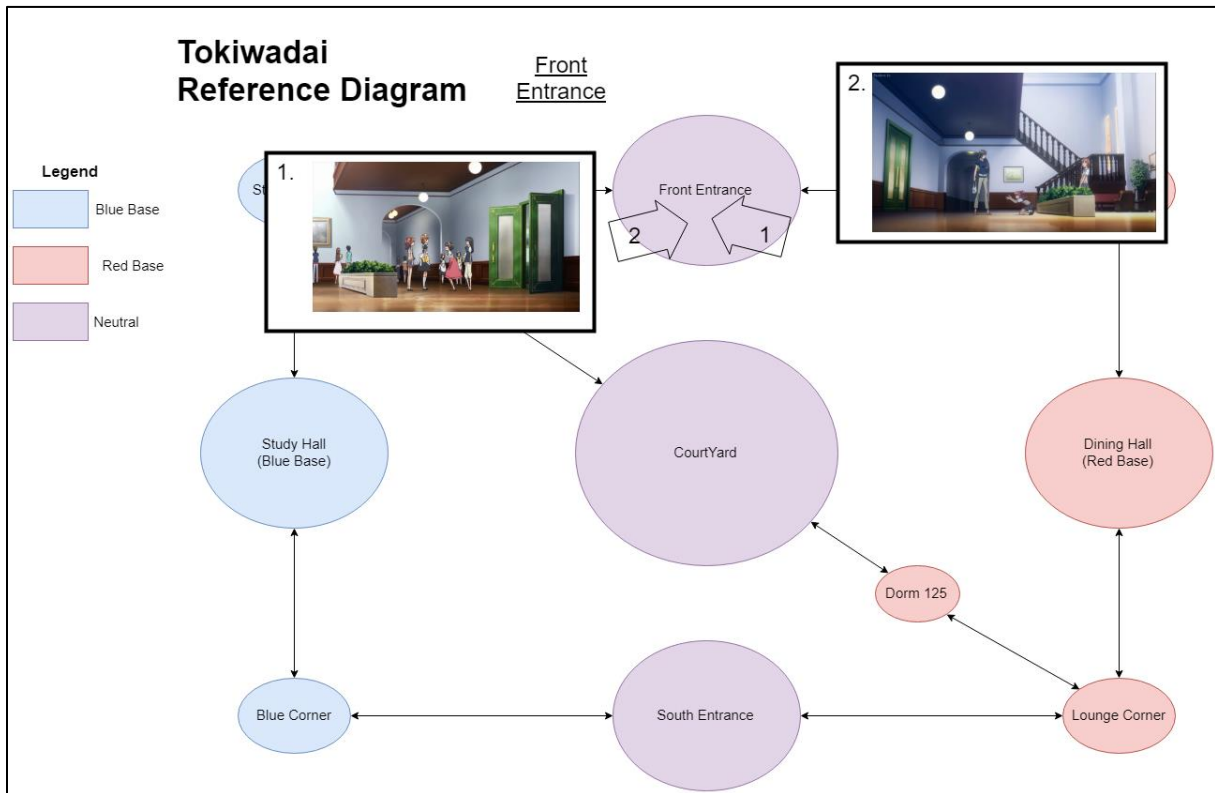 Tokiwadai
Reference Diagram
Front
Entrance
Legend
Blue Base
Red Base
Neutral
1.
2.
St
Front Entrance
2
1
Study Hall
(Blue Base)
CourtYard
Dining Hall
(Red Base)
Dorm 125
Blue Corner
South Entrance
Lounge Corner